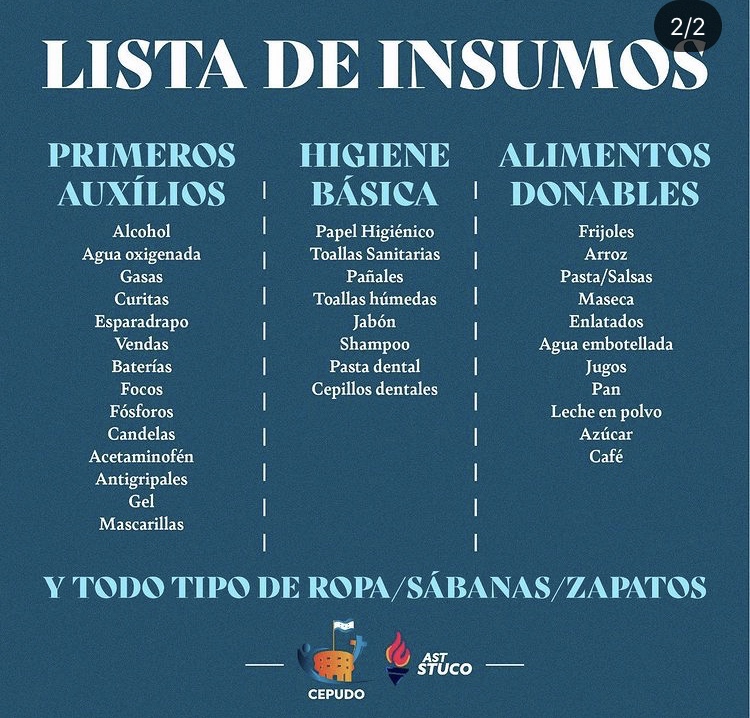 2/2
LISTA DE INSUMOS
PRIMEROS
AUXÍLIOS
Alcohol
Agua oxigenada
Gasas
Curitas
Esparadrapo
Vendas
Baterías
Focos
Fósforos
Candelas
Acetaminofén
Antigripales
Gel
Mascarillas
HIGIENE
BÁSICA
Papel Higiénico
Toallas Sanitarias
Pañales
Toallas húmedas
Jabón
Shampoo
Pasta dental
Cepillos dentales
ALIMENTOS
DONABLES
Frijoles
Arroz
Pasta/Salsas
Maseca
Enlatados
Agua embotellada
Jugos
Pan
Leche en polvo
Azúcar
Café
Y TODO TIPO DE ROPA/SÁBANAS/ZAPATOS
CEPUDO
AST
STUCO